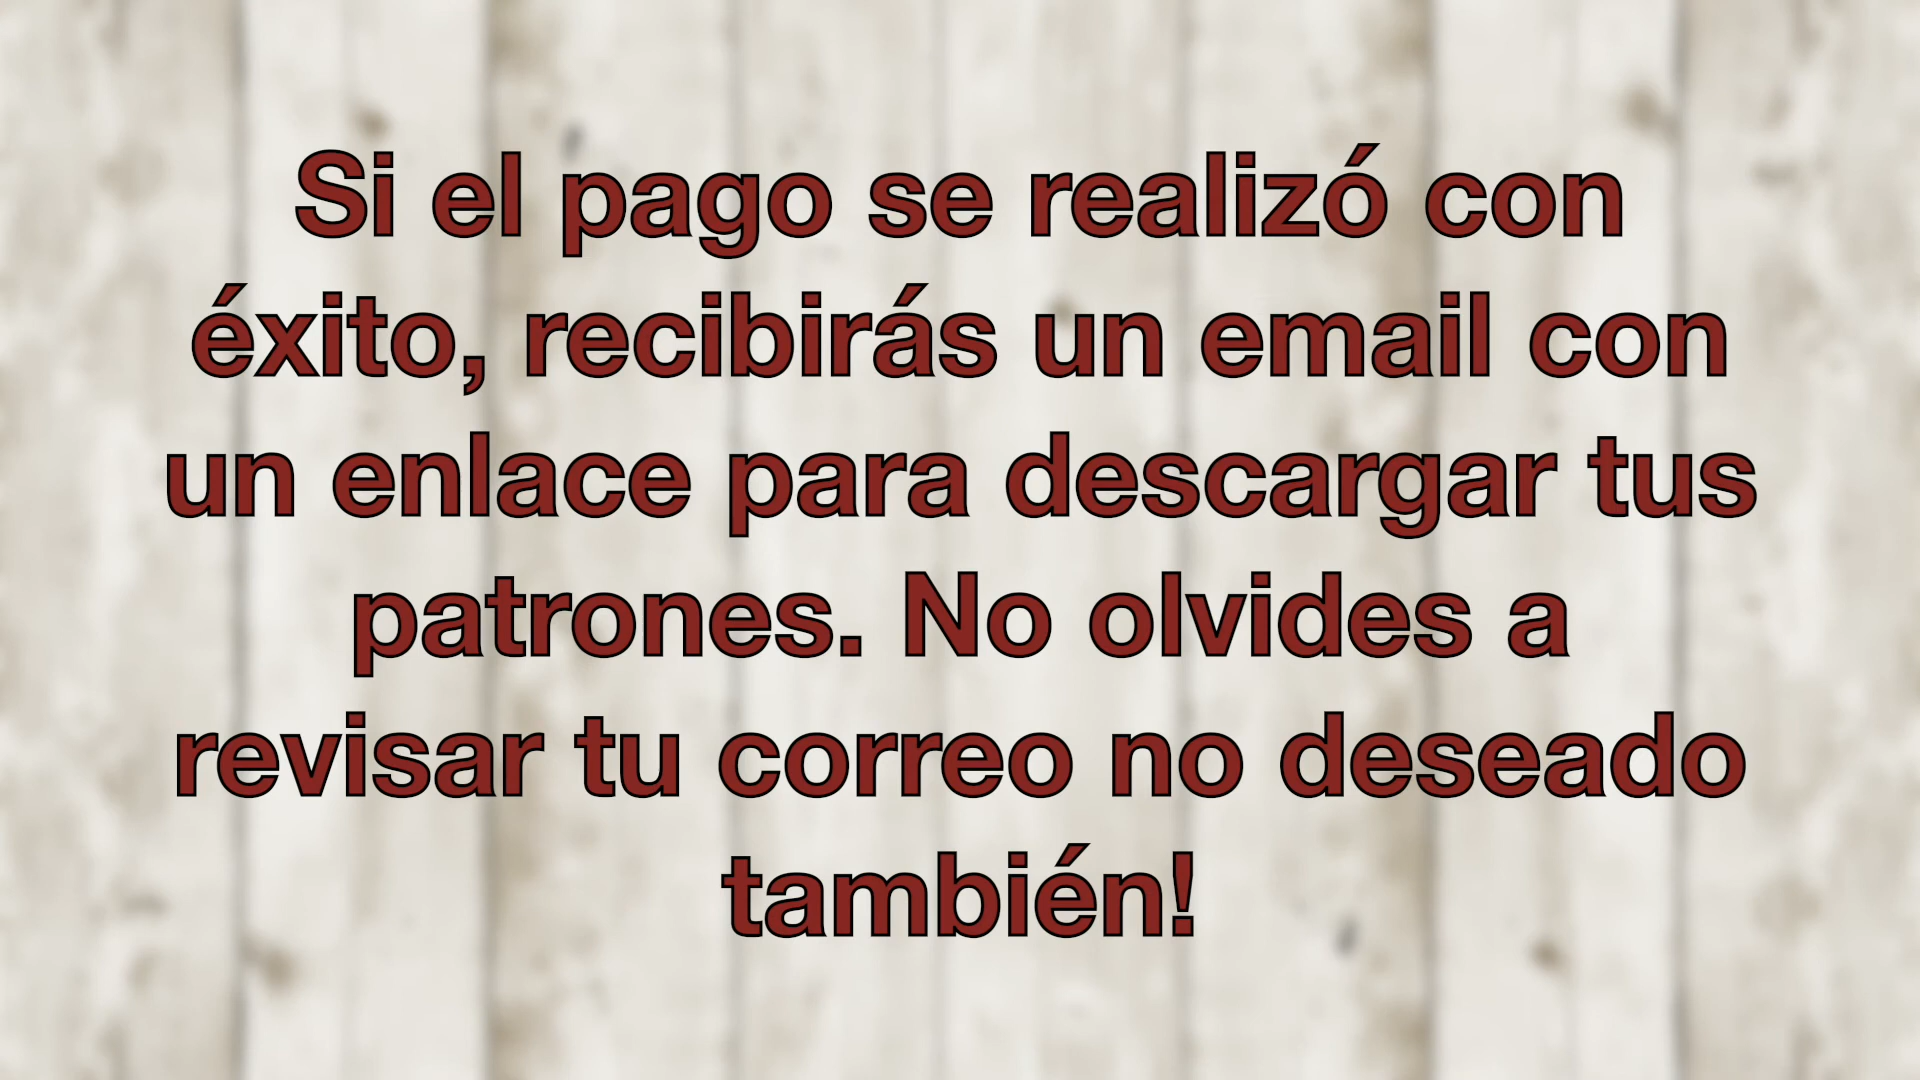 Si el pago se realizó con
éxito, recibirás un email con
un enlace para descargar tus
patrones. No olvides a
revisar tu correo no deseado
también!